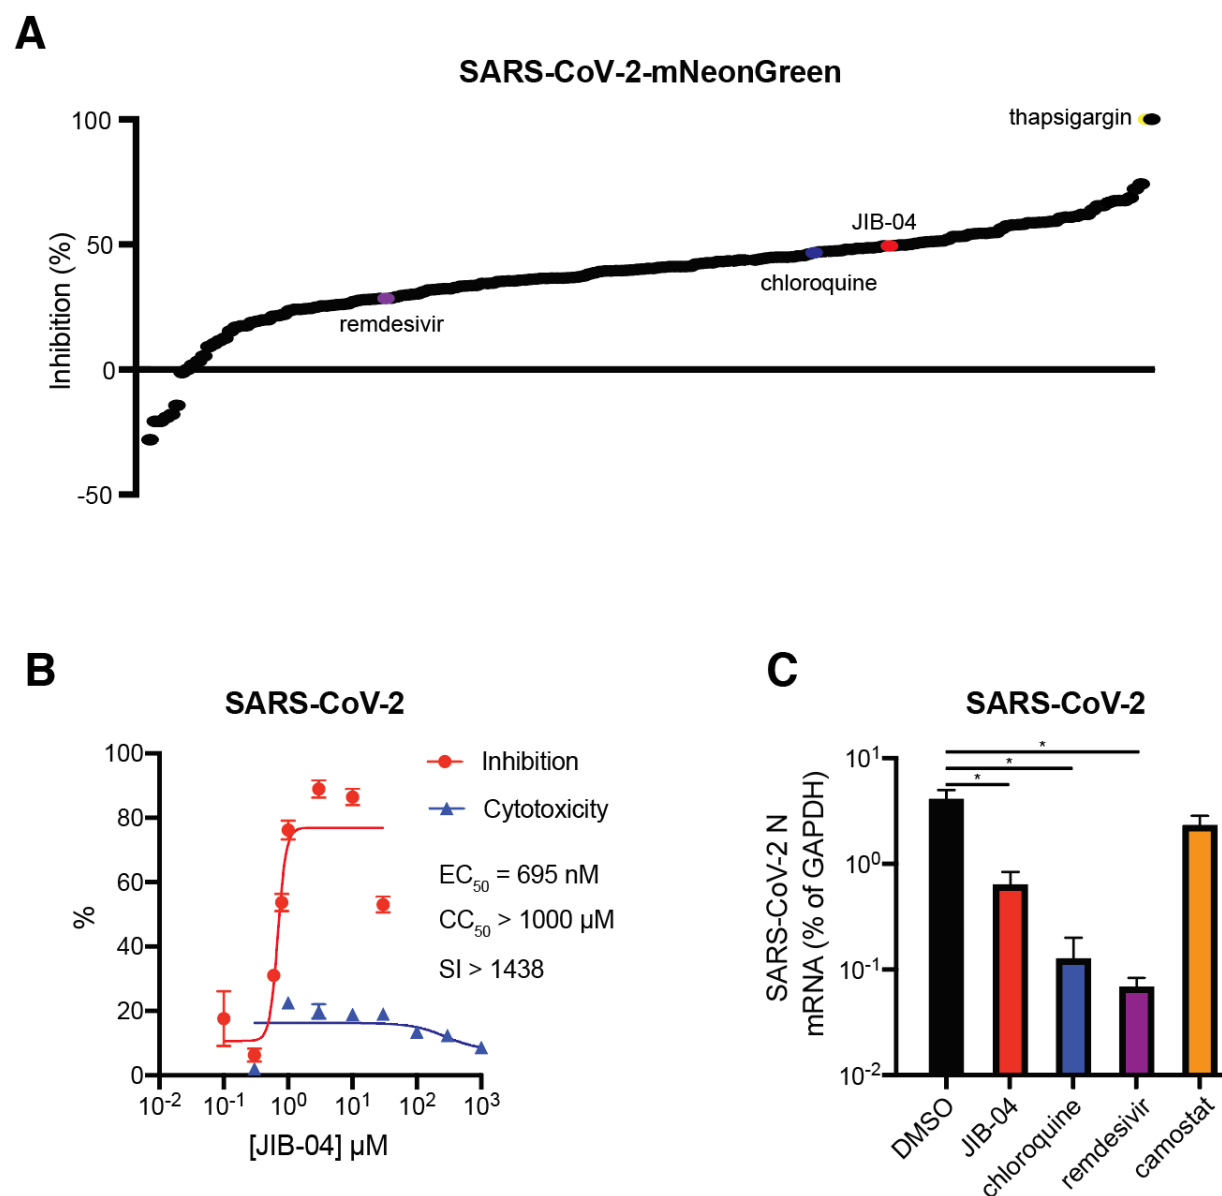 A
SARS-CoV-2-mNeonGreen
Inhibition (%)
100
50
0
-50
thapsigargin
JIB-04
chloroquine
remdesivir
B
SARS-CoV-2
%
100
80
60
40
20
0
10-2 10-1 100 101 102 103
[JIB-04] µM
Inhibition
Cytotoxicity
EC50 = 695 nM
CC50 > 1000 µM
SI > 1438
C
SARS-CoV-2
SARS-CoV-2 N
mRNA (% of GAPDH)
101
100
10-1
10-2
*
*
*
DMSO
JIB-04
chloroquine
remdesivir
camostat